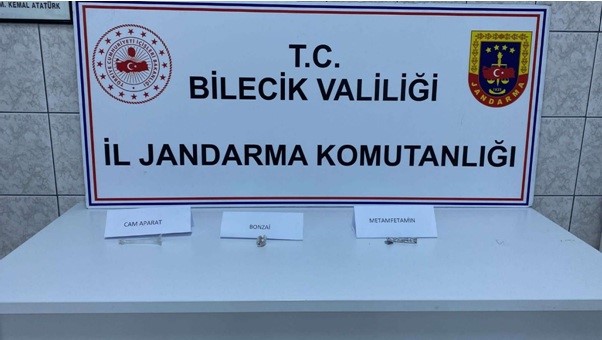 M. KEMAL ATATÜRK
T.C.
BİLECİK VALİLİĞİ
İL JANDARMA KOMUTANLIĞI
JANDARMA
CAM APARAT
BONZAİ
METAMFETAMİN